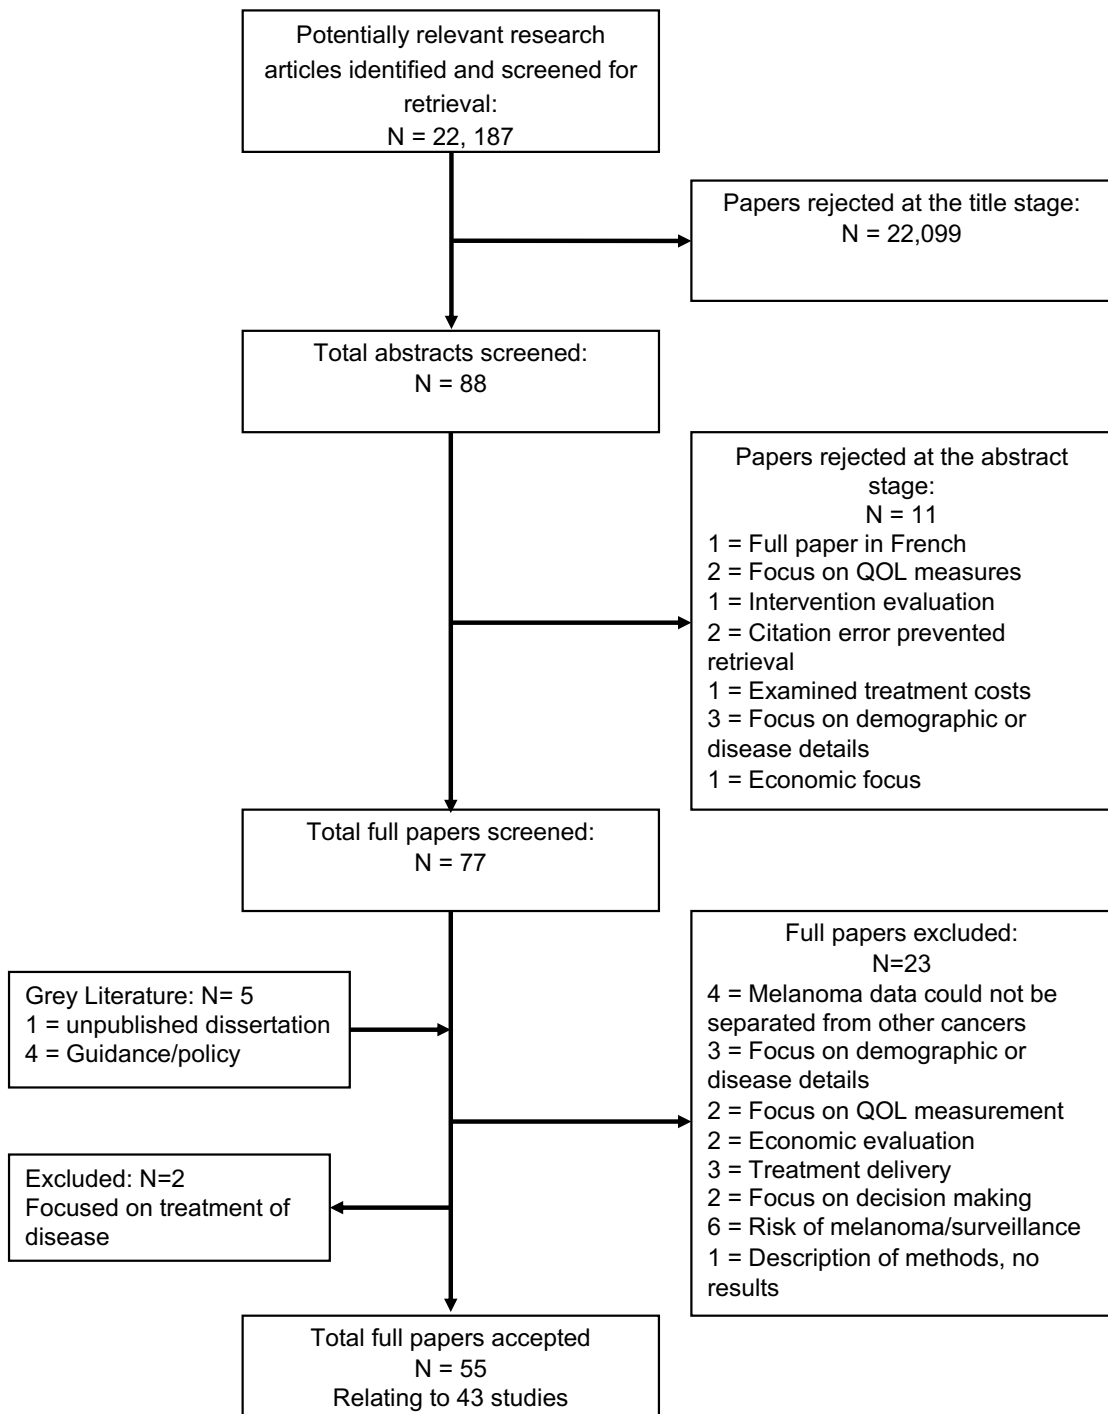 Potentially relevant research
articles identified and screened for
retrieval:
N = 22, 187
Papers rejected at the title stage:
N = 22,099
Total abstracts screened:
N = 88
Papers rejected at the abstract
stage:
N = 11
1 = Full paper in French
2 = Focus on QOL measures
1 = Intervention evaluation
2 = Citation error prevented
retrieval
1 = Examined treatment costs
3 = Focus on demographic or
disease details
1 = Economic focus
Total full papers screened:
N = 77
Grey Literature: N= 5
1 = unpublished dissertation
4 = Guidance/policy
Full papers excluded:
N=23
4 = Melanoma data could not be
separated from other cancers
3 = Focus on demographic or
disease details
2 = Focus on QOL measurement
2 = Economic evaluation
3 = Treatment delivery
2 = Focus on decision making
6 = Risk of melanoma/surveillance
1 = Description of methods, no
results
Excluded: N=2
Focused on treatment of
disease
Total full papers accepted
N = 55
Relating to 43 studies